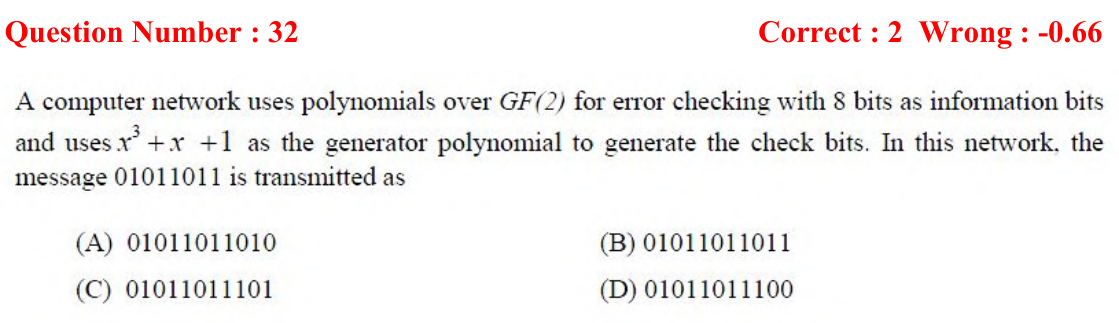 Question Number : 32 Correct : 2 Wrong : -0.66
A computer network uses polynomials over GF(2) for error checking with 8 bits as information bits
and uses x³ + x + 1 as the generator polynomial to generate the check bits. In this network, the
message 01011011 is transmitted as
(A) 01011011010 (B) 01011011011
(C) 01011011101 (D) 01011011100